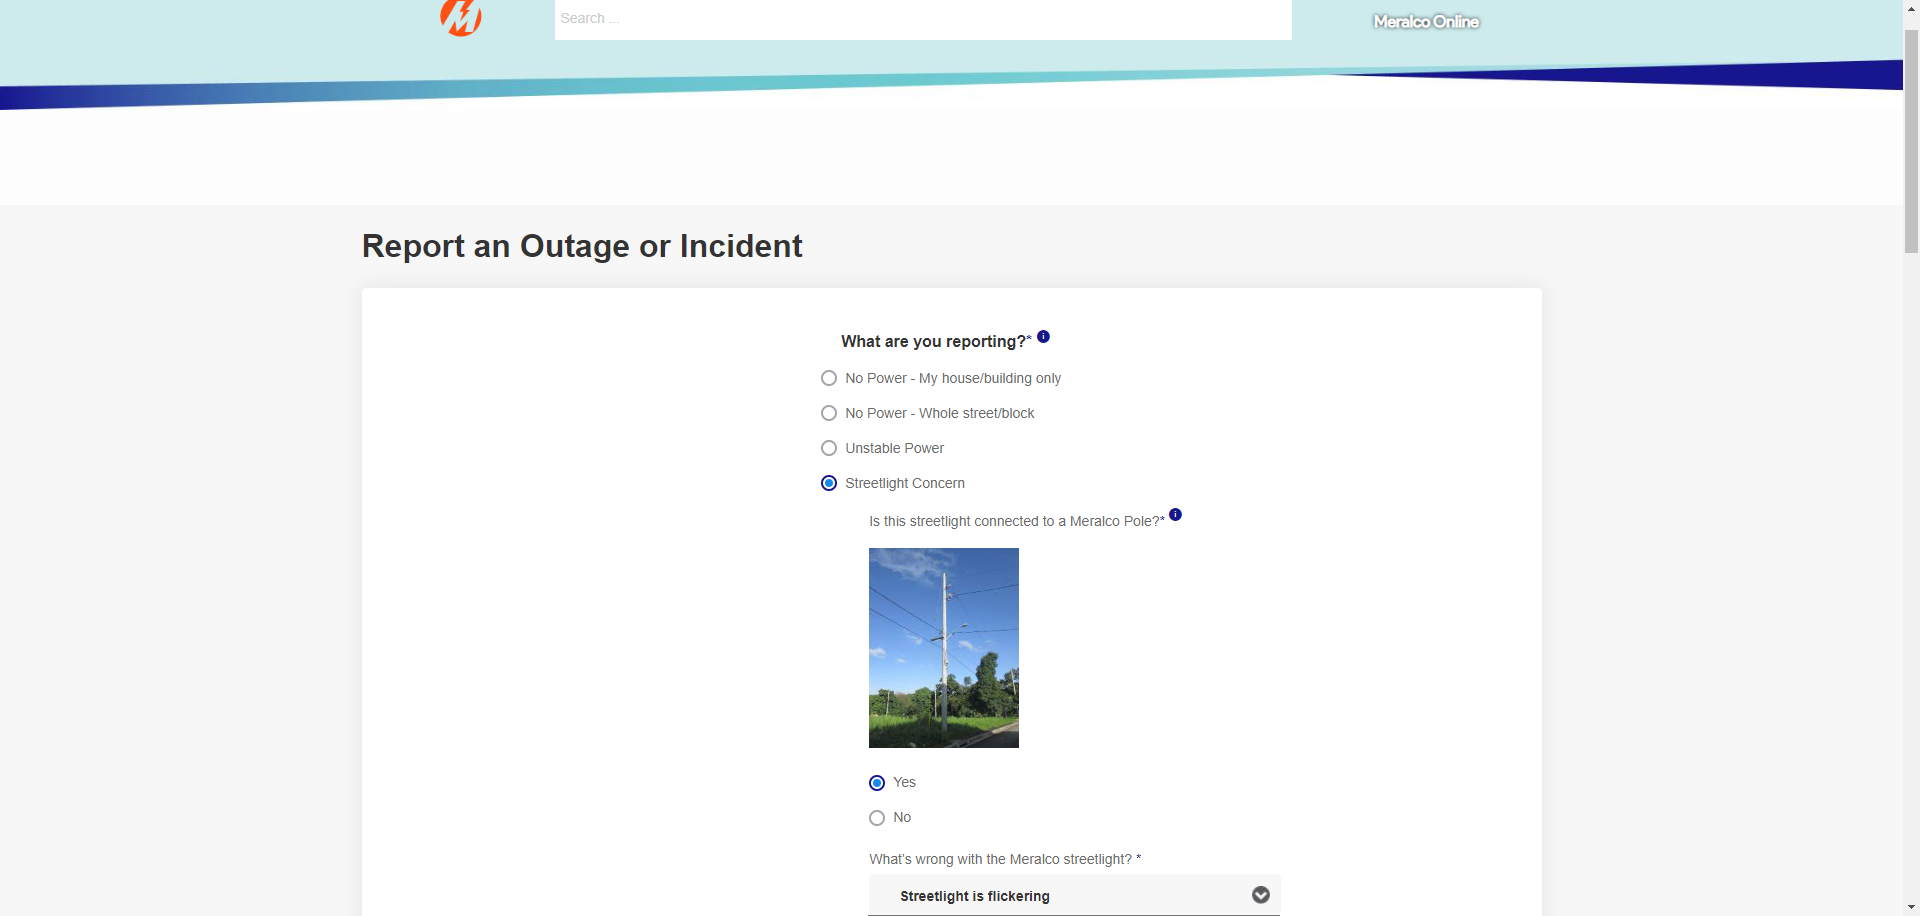 Search ...
Meralco Online
Report an Outage or Incident
What are you reporting?*
No Power - My house/building only
No Power - Whole street/block
Unstable Power
Streetlight Concern
Is this streetlight connected to a Meralco Pole?*
Yes
No
What's wrong with the Meralco streetlight? *
Streetlight is flickering